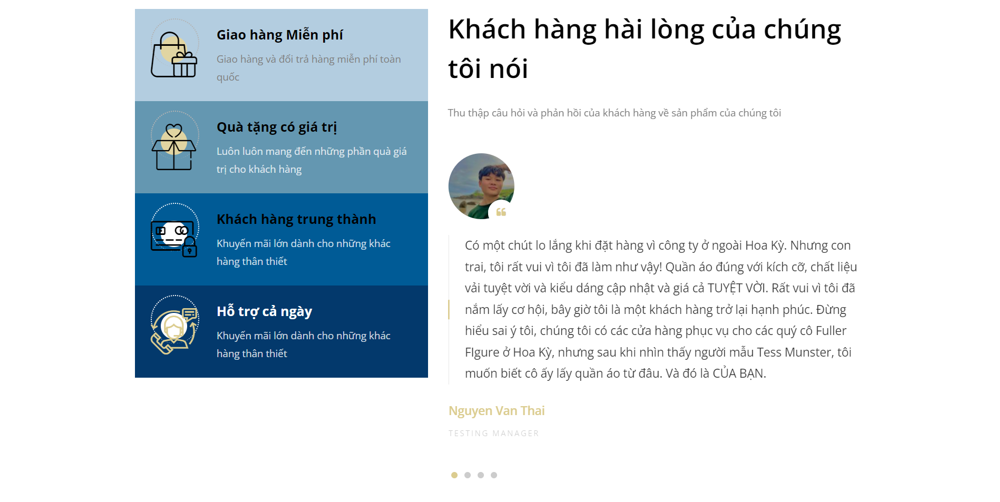 Giao hàng Miễn phí
Giao hàng và đổi trả hàng miễn phí toàn
quốc
Quà tặng có giá trị
Luôn luôn mang đến những phần quà giá
trị cho khách hàng
Khách hàng trung thành
Khuyến mãi lớn dành cho những khác
hàng thân thiết
Hỗ trợ cả ngày
Khuyến mãi lớn dành cho những khác
hàng thân thiết
Khách hàng hài lòng của chúng
tôi nói
Thu thập câu hỏi và phản hồi của khách hàng về sản phẩm của chúng tôi
Có một chút lo lắng khi đặt hàng vì công ty ở ngoài Hoa Kỳ. Nhưng con
trai, tôi rất vui vì tôi đã làm như vậy! Quần áo đúng với kích cỡ, chất liệu
vải tuyệt vời và kiểu dáng cập nhật và giá cả TUYỆT VỜI. Rất vui vì tôi đã
nắm lấy cơ hội, bây giờ tôi là một khách hàng trở lại hạnh phúc. Đừng
hiểu sai ý tôi, chúng tôi có các cửa hàng phục vụ cho các quý cô Fuller
FIgure ở Hoa Kỳ, nhưng sau khi nhìn thấy người mẫu Tess Munster, tôi
muốn biết cô ấy lấy quần áo từ đâu. Và đó là CỦA BẠN.
Nguyen Van Thai
TESTING MANAGER